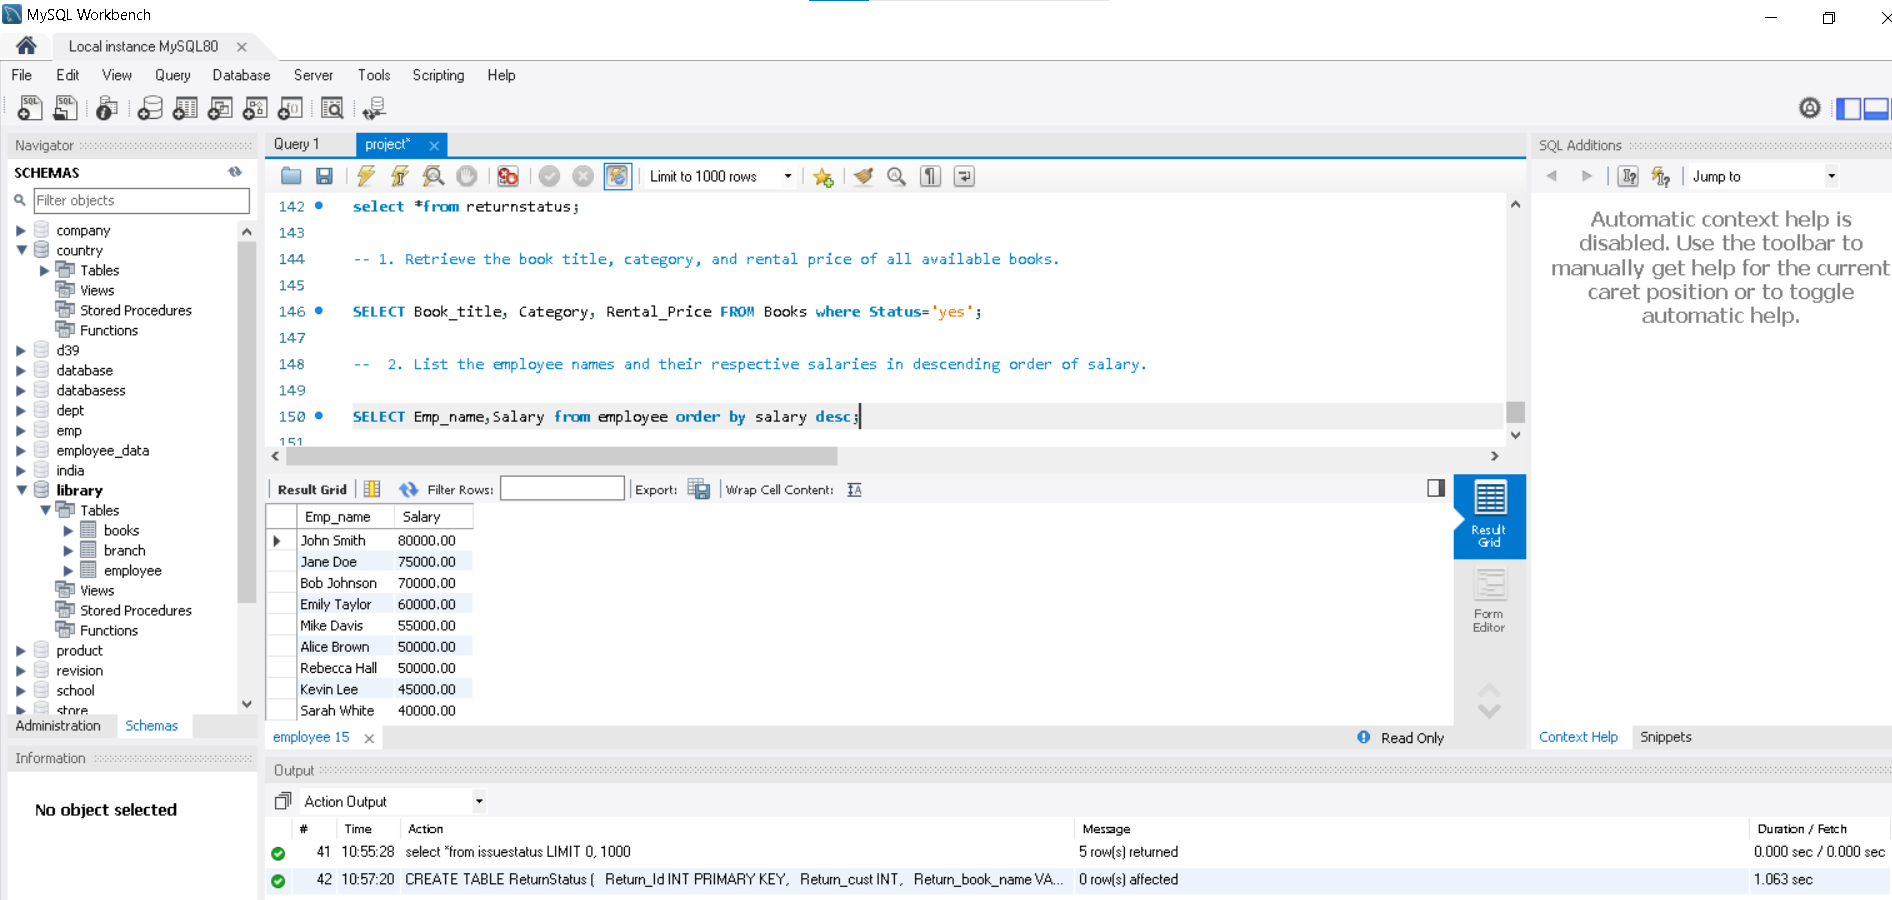 MySQL Workbench
Local instance MySQL80
File Edit View Query Database Server Tools Scripting Help
Navigator
SCHEMAS
Filter objects
company
country
Tables
Views
Stored Procedures
Functions
d39
database
databasess
dept
emp
employee_data
india
library
Tables
books
branch
employee
Views
Stored Procedures
Functions
product
revision
school
store
Administration Schemas
Information
No object selected
Query 1 project*
Limit to 1000 rows
142 select *from returnstatus;
143
144 -- 1. Retrieve the book title, category, and rental price of all available books.
145
146 SELECT Book_title, Category, Rental_Price FROM Books where Status='yes';
147
148 --  2. List the employee names and their respective salaries in descending order of salary.
149
150 SELECT Emp_name,Salary from employee order by salary desc;
151
Result Grid Filter Rows: Export: Wrap Cell Content:
Emp_name Salary
John Smith 80000.00
Jane Doe 75000.00
Bob Johnson 70000.00
Emily Taylor 60000.00
Mike Davis 55000.00
Alice Brown 50000.00
Rebecca Hall 50000.00
Kevin Lee 45000.00
Sarah White 40000.00
Result
Grid
Form
Editor
employee 15 Read Only
Output
Action Output
# Time Action Message Duration / Fetch
41 10:55:28 select *from issuestatus LIMIT 0, 1000 5 row(s) returned 0.000 sec / 0.000 sec
42 10:57:20 CREATE TABLE ReturnStatus ( Return_Id INT PRIMARY KEY, Return_cust INT, Return_book_name VA... 0 row(s) affected 1.063 sec
SQL Additions
Jump to
Automatic context help is
disabled. Use the toolbar to
manually get help for the current
caret position or to toggle
automatic help.
Context Help Snippets